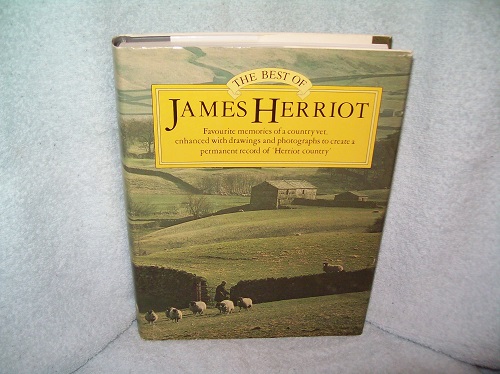 THE BEST OF
JAMES HERRIOT
Favourite memories of a country vet,
enhanced with drawings and photographs to create a
permanent record of 'Herriot country'